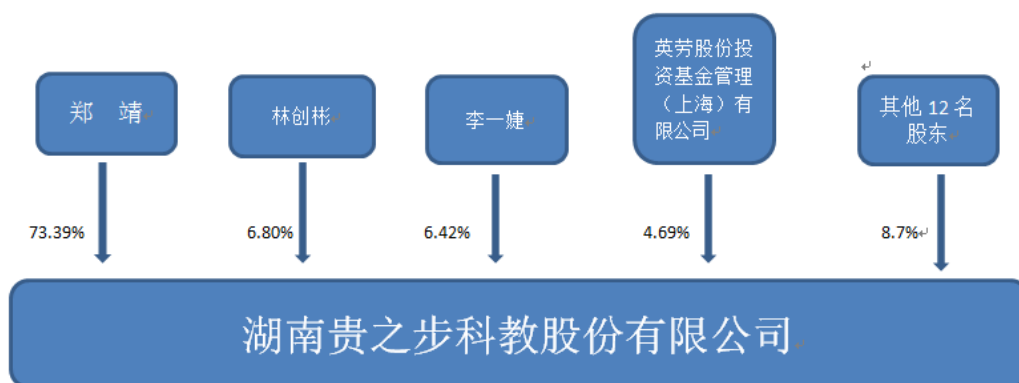 郑 靖
林创彬
李一婕
英劳股份投
资基金管理
（上海）有
限公司
其他 12 名
股东
73.39%
6.80%
6.42%
4.69%
8.7%
湖南贵之步科教股份有限公司